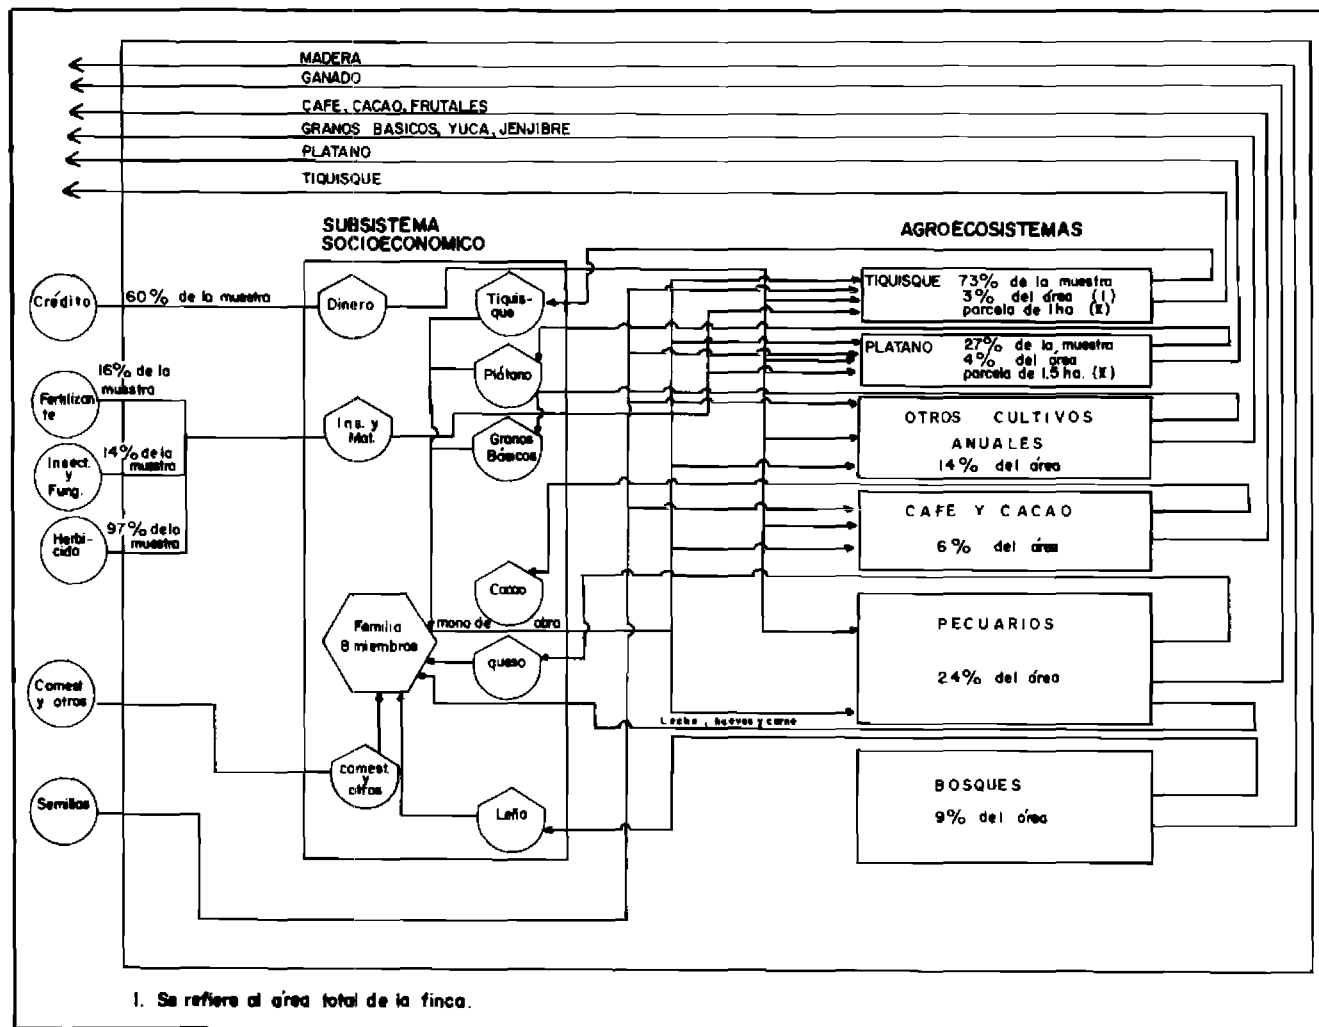 MADERA
GANADO
CAFE, CACAO, FRUTALES
GRANOS BASICOS, YUCA, JENJIBRE
PLATANO
TIQUISQUE
SUBSISTEMA
SOCIOECONOMICO
AGROECOSISTEMAS
Crédito
60% de la muestra
Dinero
Tiquis-
que
TIQUISQUE 73% de la muestra
3% del área (1)
parcela de 1 ha (X)
16% de la
muestra
Fertilizan-
te
Plátano
PLATANO 27% de la muestra
4% del área
parcela de 1.5 ha. (X)
Ins. y
Mat.
Granos
Básicos
OTROS CULTIVOS
ANUALES
14% del área
14% de la
muestra
Insect.
y
Fung.
97% de la
muestra
Herbi-
cida
CAFE Y CACAO
6% del área
Cacao
Familia
8 miembros
mano de obra
queso
PECUARIOS
24% del área
Leche, huevos y carne
Comest.
y otros
comest.
y
otros
Leña
BOSQUES
9% del área
Semillas
1. Se refiere al área total de la finca.